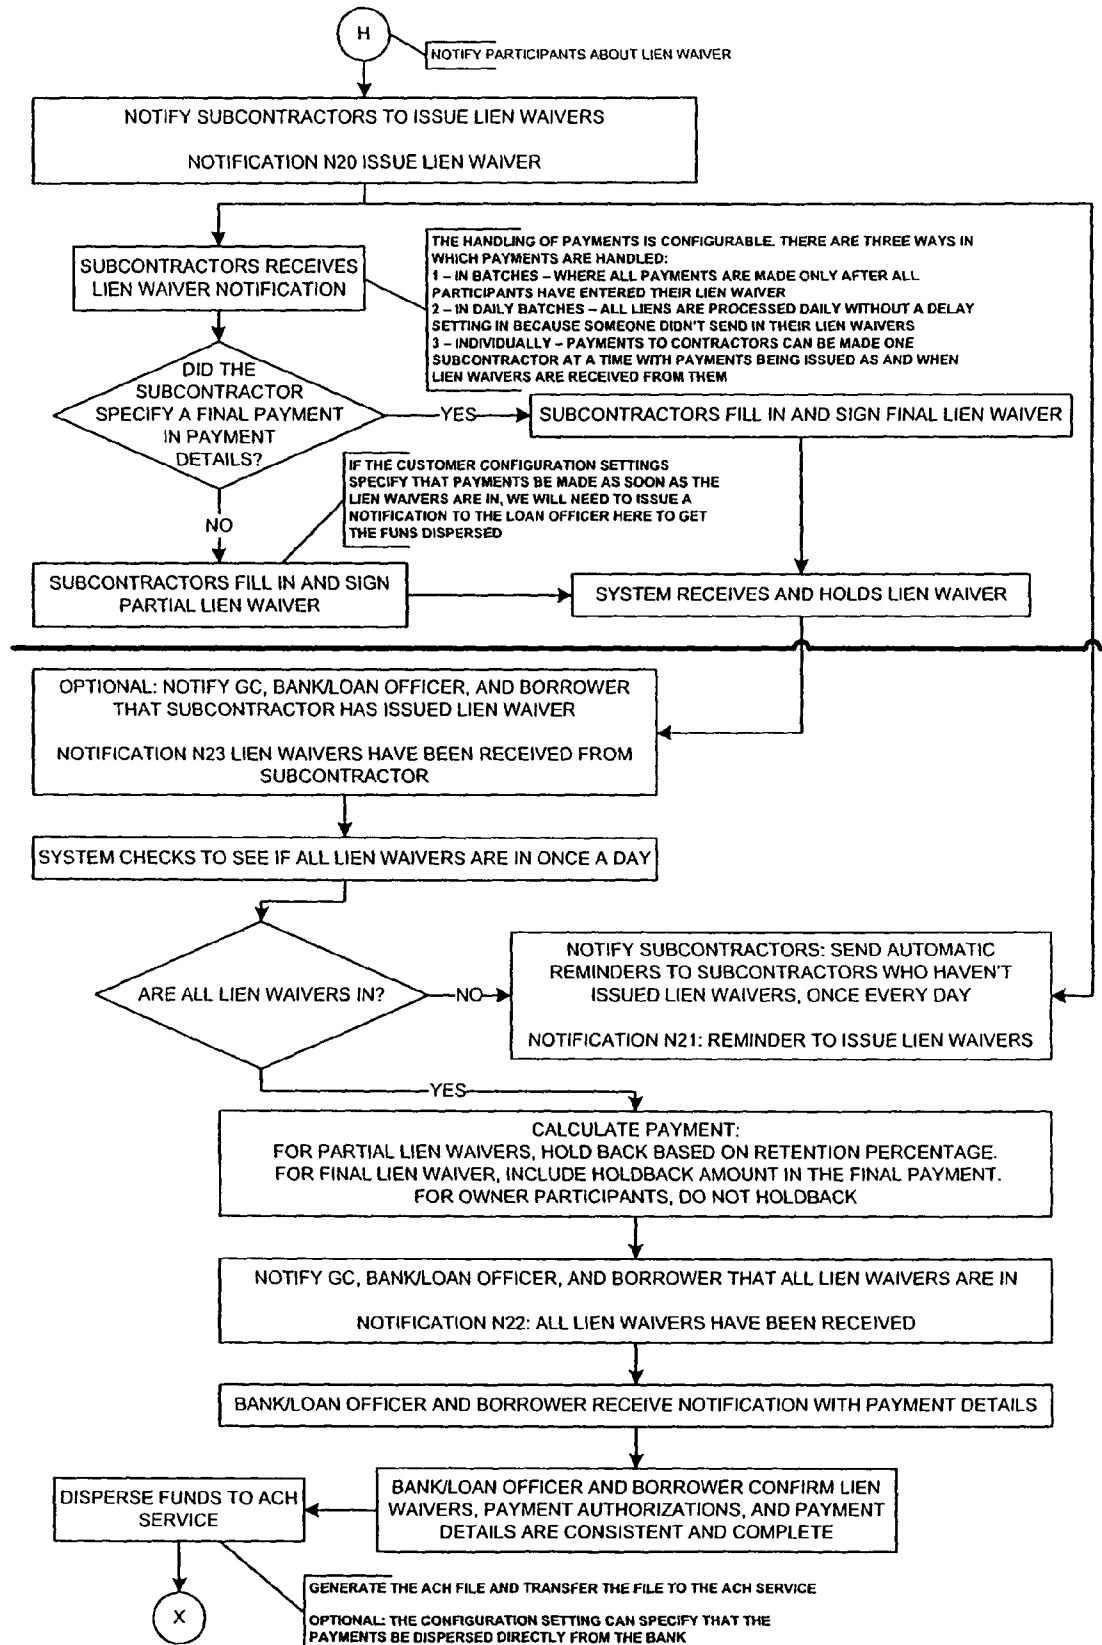 H
NOTIFY PARTICIPANTS ABOUT LIEN WAIVER
NOTIFY SUBCONTRACTORS TO ISSUE LIEN WAIVERS
NOTIFICATION N20 ISSUE LIEN WAIVER
SUBCONTRACTORS RECEIVES
LIEN WAIVER NOTIFICATION
THE HANDLING OF PAYMENTS IS CONFIGURABLE. THERE ARE THREE WAYS IN
WHICH PAYMENTS ARE HANDLED:
1 – IN BATCHES – WHERE ALL PAYMENTS ARE MADE ONLY AFTER ALL
PARTICIPANTS HAVE ENTERED THEIR LIEN WAIVER
2 – IN DAILY BATCHES – ALL LIENS ARE PROCESSED DAILY WITHOUT A DELAY
SETTING IN BECAUSE SOMEONE DIDN'T SEND IN THEIR LIEN WAIVERS
3 – INDIVIDUALLY – PAYMENTS TO CONTRACTORS CAN BE MADE ONE
SUBCONTRACTOR AT A TIME WITH PAYMENTS BEING ISSUED AS AND WHEN
LIEN WAIVERS ARE RECEIVED FROM THEM
DID THE
SUBCONTRACTOR
SPECIFY A FINAL PAYMENT
IN PAYMENT
DETAILS?
YES
SUBCONTRACTORS FILL IN AND SIGN FINAL LIEN WAIVER
IF THE CUSTOMER CONFIGURATION SETTINGS
SPECIFY THAT PAYMENTS BE MADE AS SOON AS THE
LIEN WAIVERS ARE IN, WE WILL NEED TO ISSUE A
NOTIFICATION TO THE LOAN OFFICER HERE TO GET
THE FUNS DISPERSED
NO
SUBCONTRACTORS FILL IN AND SIGN
PARTIAL LIEN WAIVER
SYSTEM RECEIVES AND HOLDS LIEN WAIVER
OPTIONAL: NOTIFY GC, BANK/LOAN OFFICER, AND BORROWER
THAT SUBCONTRACTOR HAS ISSUED LIEN WAIVER
NOTIFICATION N23 LIEN WAIVERS HAVE BEEN RECEIVED FROM
SUBCONTRACTOR
SYSTEM CHECKS TO SEE IF ALL LIEN WAIVERS ARE IN ONCE A DAY
ARE ALL LIEN WAIVERS IN?
NO
NOTIFY SUBCONTRACTORS: SEND AUTOMATIC
REMINDERS TO SUBCONTRACTORS WHO HAVEN'T
ISSUED LIEN WAIVERS, ONCE EVERY DAY
NOTIFICATION N21: REMINDER TO ISSUE LIEN WAIVERS
YES
CALCULATE PAYMENT:
FOR PARTIAL LIEN WAIVERS, HOLD BACK BASED ON RETENTION PERCENTAGE.
FOR FINAL LIEN WAIVER, INCLUDE HOLDBACK AMOUNT IN THE FINAL PAYMENT.
FOR OWNER PARTICIPANTS, DO NOT HOLDBACK
NOTIFY GC, BANK/LOAN OFFICER, AND BORROWER THAT ALL LIEN WAIVERS ARE IN
NOTIFICATION N22: ALL LIEN WAIVERS HAVE BEEN RECEIVED
BANK/LOAN OFFICER AND BORROWER RECEIVE NOTIFICATION WITH PAYMENT DETAILS
BANK/LOAN OFFICER AND BORROWER CONFIRM LIEN
WAIVERS, PAYMENT AUTHORIZATIONS, AND PAYMENT
DETAILS ARE CONSISTENT AND COMPLETE
DISPERSE FUNDS TO ACH
SERVICE
GENERATE THE ACH FILE AND TRANSFER THE FILE TO THE ACH SERVICE
OPTIONAL: THE CONFIGURATION SETTING CAN SPECIFY THAT THE
PAYMENTS BE DISPERSED DIRECTLY FROM THE BANK
X